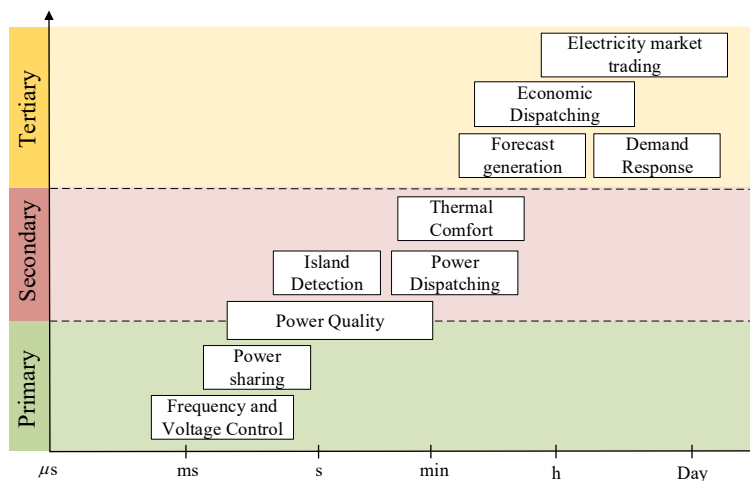 Tertiary
Electricity market
trading
Economic
Dispatching
Forecast
generation
Demand
Response
Secondary
Thermal
Comfort
Island
Detection
Power
Dispatching
Power Quality
Primary
Power
sharing
Frequency and
Voltage Control
μs
ms
s
min
h
Day